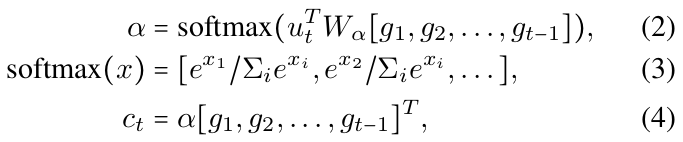 α = softmax(u_t^T W_α[g_1, g_2, …, g_{t−1}]), (2)
softmax(x) = [e^{x_1}/Σ_i e^{x_i}, e^{x_2}/Σ_i e^{x_i}, …], (3)
c_t = α[g_1, g_2, …, g_{t−1}]^T, (4)